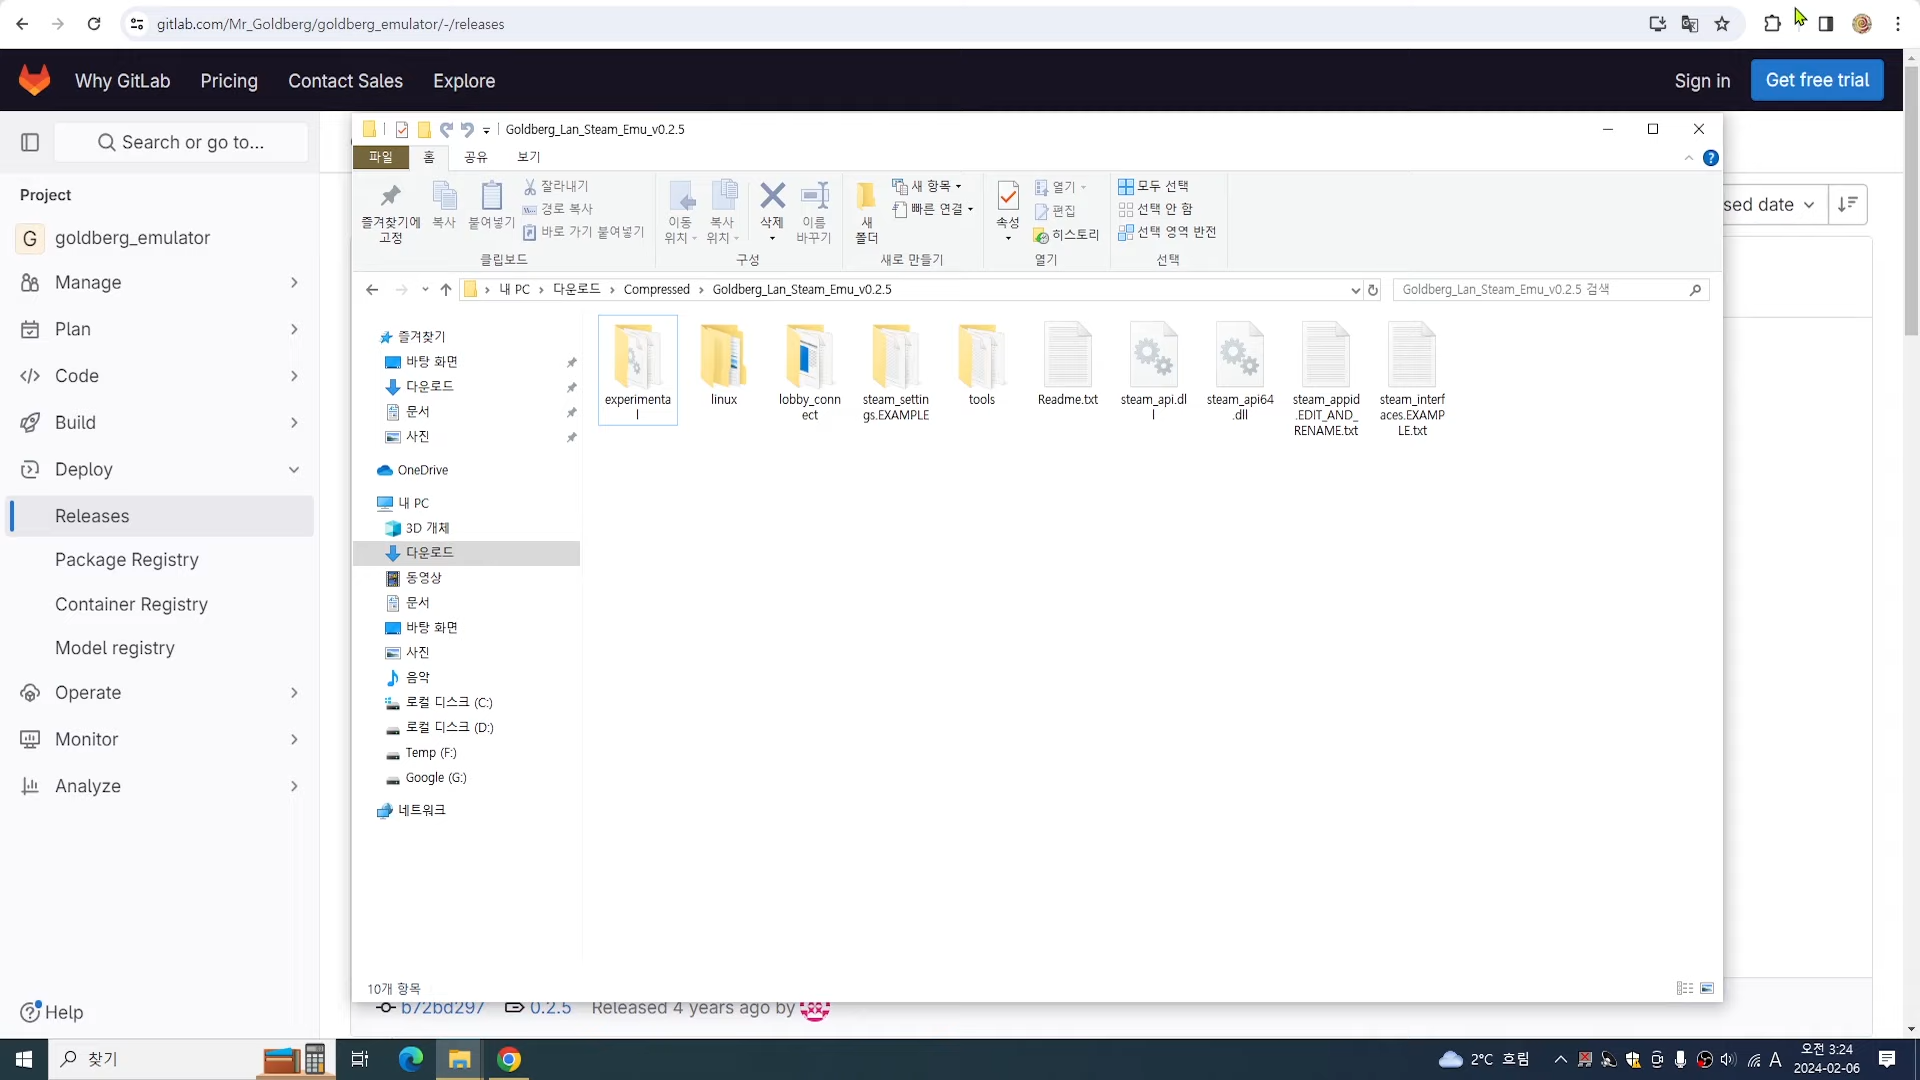 gitlab.com/Mr_Goldberg/goldberg_emulator/-/releases
Why GitLab
Pricing
Contact Sales
Explore
Sign in
Get free trial
Search or go to...
Project
G
goldberg_emulator
Manage
Plan
Code
Build
Deploy
Releases
Package Registry
Container Registry
Model registry
Operate
Monitor
Analyze
Help
sed date
Goldberg_Lan_Steam_Emu_v0.2.5
파일
홈
공유
보기
즐겨찾기에
고정
복사
붙여넣기
잘라내기
경로 복사
바로 가기 붙여넣기
클립보드
이동
위치
복사
위치
삭제
이름
바꾸기
구성
새
폴더
새 항목
빠른 연결
새로 만들기
속성
열기
편집
히스토리
열기
모두 선택
선택 안 함
선택 영역 반전
선택
내 PC
다운로드
Compressed
Goldberg_Lan_Steam_Emu_v0.2.5
Goldberg_Lan_Steam_Emu_v0.2.5 검색
즐겨찾기
바탕 화면
다운로드
문서
사진
OneDrive
내 PC
3D 개체
다운로드
동영상
문서
바탕 화면
사진
음악
로컬 디스크 (C:)
로컬 디스크 (D:)
Temp (F:)
Google (G:)
네트워크
experimenta
l
linux
lobby_conn
ect
steam_settin
gs.EXAMPLE
tools
Readme.txt
steam_api.dl
l
steam_api64
.dll
steam_appid
.EDIT_AND_
RENAME.txt
steam_interf
aces.EXAMP
LE.txt
10개 항목
b72bd297
0.2.5
Released 4 years ago by
찾기
2°C 흐림
A
오전 3:24
2024-02-06